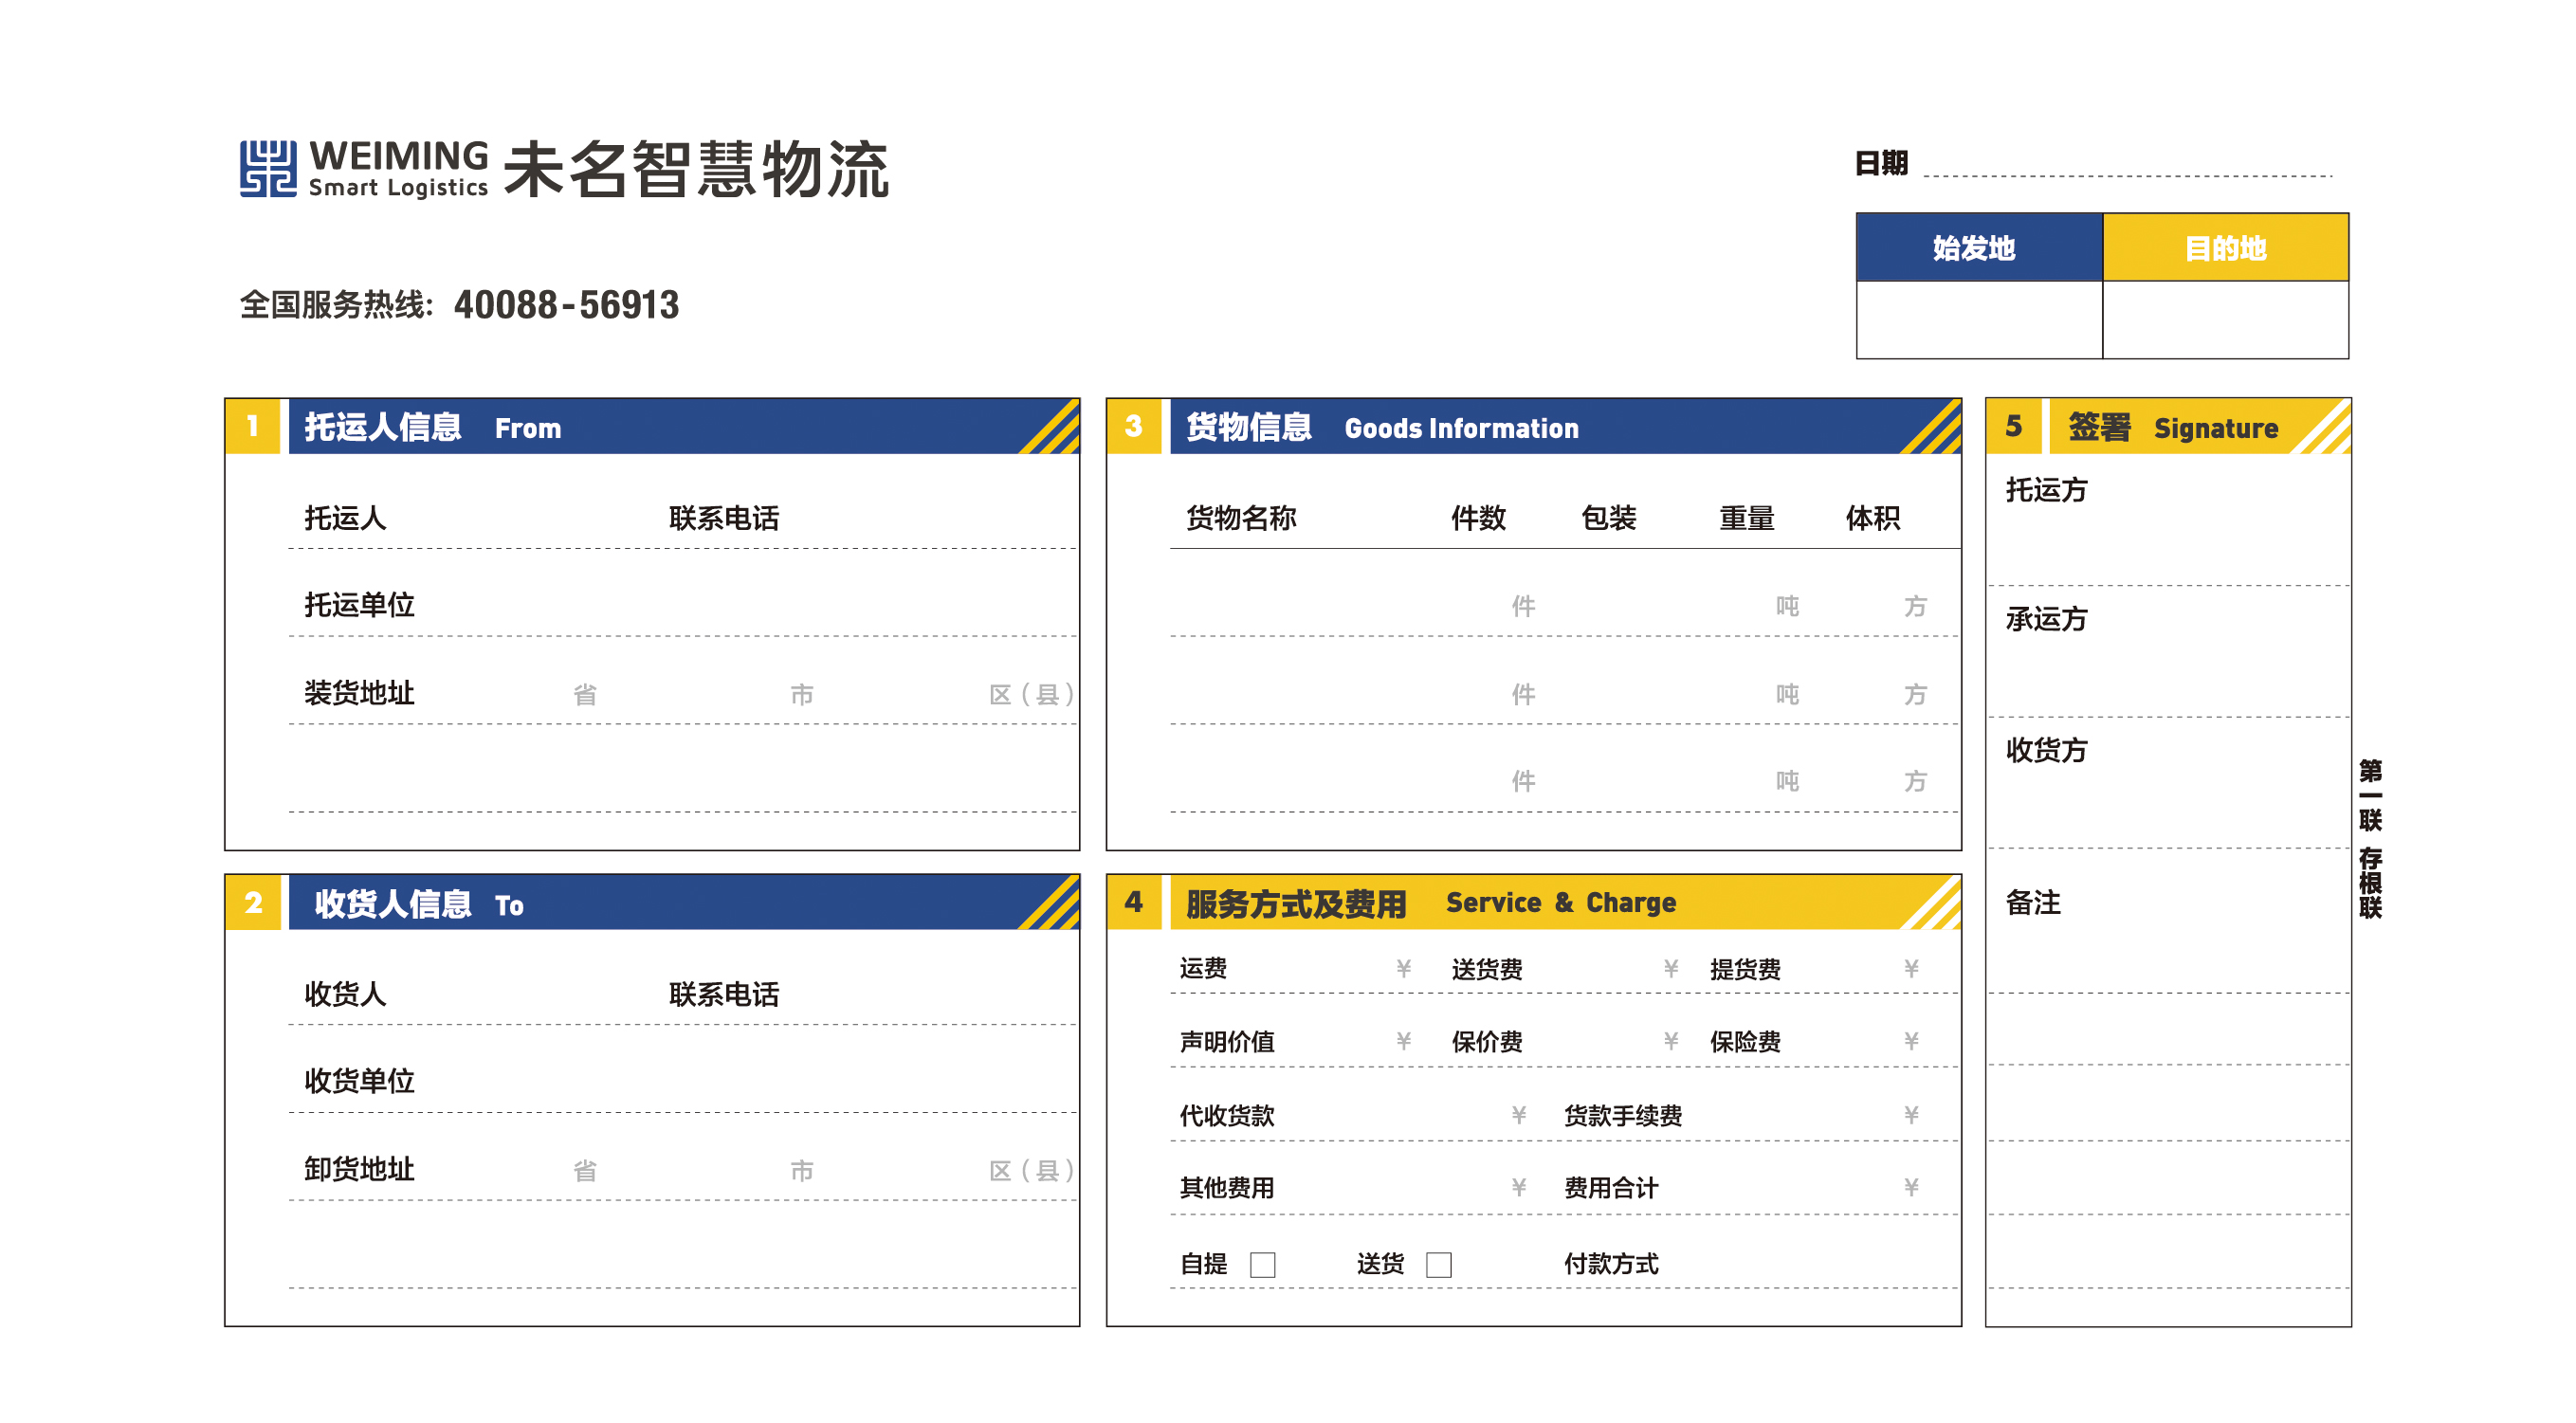 WEIMING
Smart Logistics
未名智慧物流
日期
始发地 目的地
全国服务热线: 40088-56913
1 托运人信息 From
托运人 联系电话
托运单位
装货地址 省 市 区（县）
2 收货人信息 To
收货人 联系电话
收货单位
卸货地址 省 市 区（县）
3 货物信息 Goods Information
货物名称 件数 包装 重量 体积
件 吨 方
件 吨 方
件 吨 方
4 服务方式及费用 Service & Charge
运费 ¥ 送货费 ¥ 提货费 ¥
声明价值 ¥ 保价费 ¥ 保险费 ¥
代收货款 ¥ 货款手续费 ¥
其他费用 ¥ 费用合计 ¥
自提 送货 付款方式
5 签署 Signature
托运方
承运方
收货方
备注
第一联 存根联